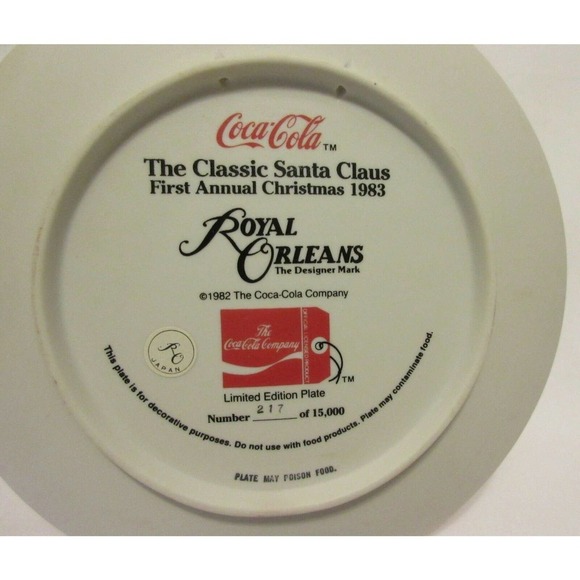 Coca-Cola TM
The Classic Santa Claus
First Annual Christmas 1983
ROYAL
ORLEANS
The Designer Mark
©1982 The Coca-Cola Company
The
Coca-Cola Company
TM
RO
JAPAN
Limited Edition Plate
Number 217 of 15,000
This plate is for decorative purposes. Do not use with food products. Plate may contaminate food.
PLATE MAY POISON FOOD.